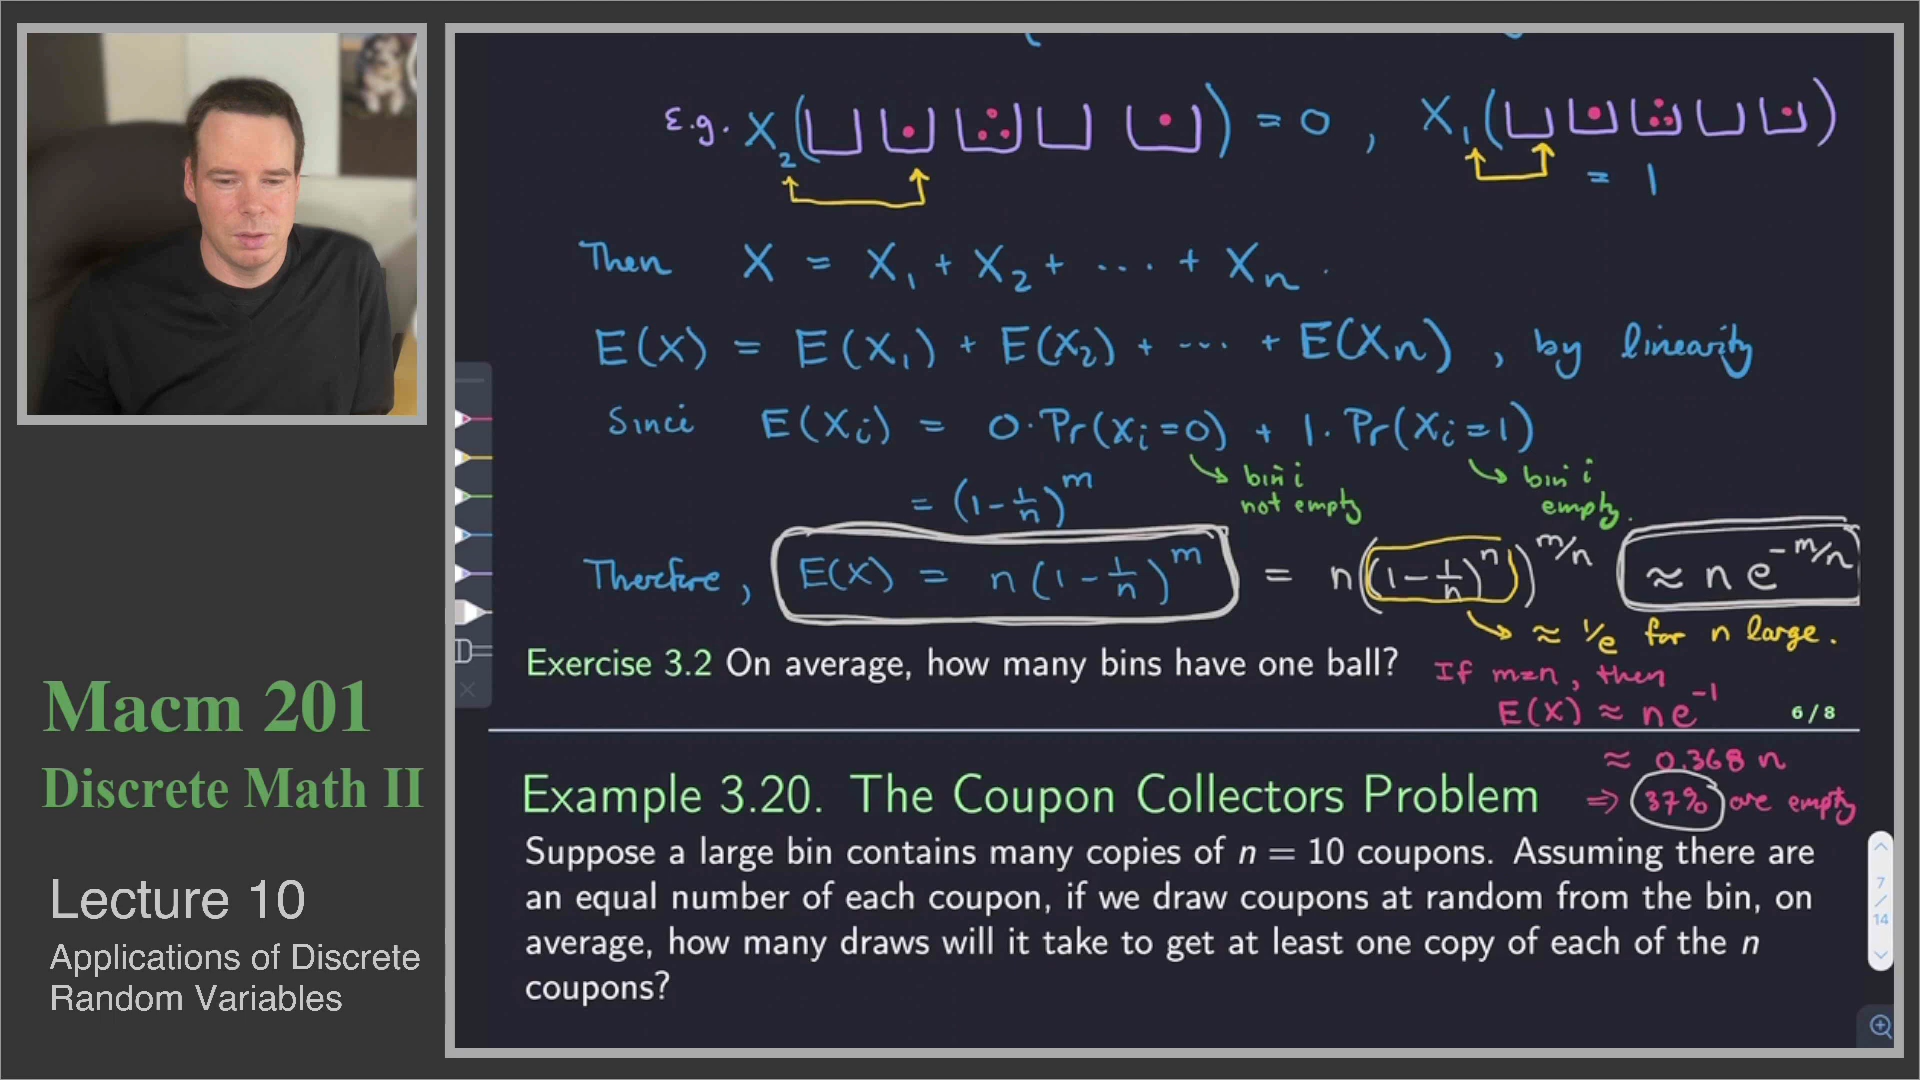 E.g. X₂( ) = 0 , X₁( )
= 1
Then X = X₁ + X₂ + ... + Xₙ .
E(X) = E(X₁) + E(X₂) + ... + E(Xₙ) , by linearity
Since E(Xᵢ) = 0·Pr(Xᵢ=0) + 1·Pr(Xᵢ=1)
bin i not empty
bin i empty.
= (1 - 1/n)^m
Therefore, E(X) = n(1 - 1/n)^m = n((1 - 1/n)^n)^m/n ≈ n e^-m/n
≈ 1/e for n large.
Exercise 3.2 On average, how many bins have one ball?
If m=n, then
E(X) ≈ ne^-1
6 / 8
≈ 0.368 n
⇒ 37% are empty
Example 3.20. The Coupon Collectors Problem
Suppose a large bin contains many copies of n = 10 coupons. Assuming there are
an equal number of each coupon, if we draw coupons at random from the bin, on
average, how many draws will it take to get at least one copy of each of the n
coupons?
7
/
14
Macm 201
Discrete Math II
Lecture 10
Applications of Discrete
Random Variables